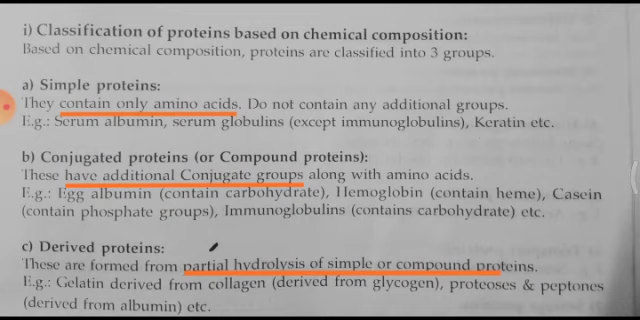 i) Classification of proteins based on chemical composition:
Based on chemical composition, proteins are classified into 3 groups.
a) Simple proteins:
They contain only amino acids. Do not contain any additional groups.
E.g.: Serum albumin, serum globulins (except immunoglobulins), Keratin etc.
b) Conjugated proteins (or Compound proteins):
These have additional Conjugate groups along with amino acids.
E.g.: Egg albumin (contain carbohydrate), Hemoglobin (contain heme), Casein
(contain phosphate groups), Immunoglobulins (contains carbohydrate) etc.
c) Derived proteins:
These are formed from partial hydrolysis of simple or compound proteins.
E.g.: Gelatin derived from collagen (derived from glycogen), proteoses & peptones
(derived from albumin) etc.